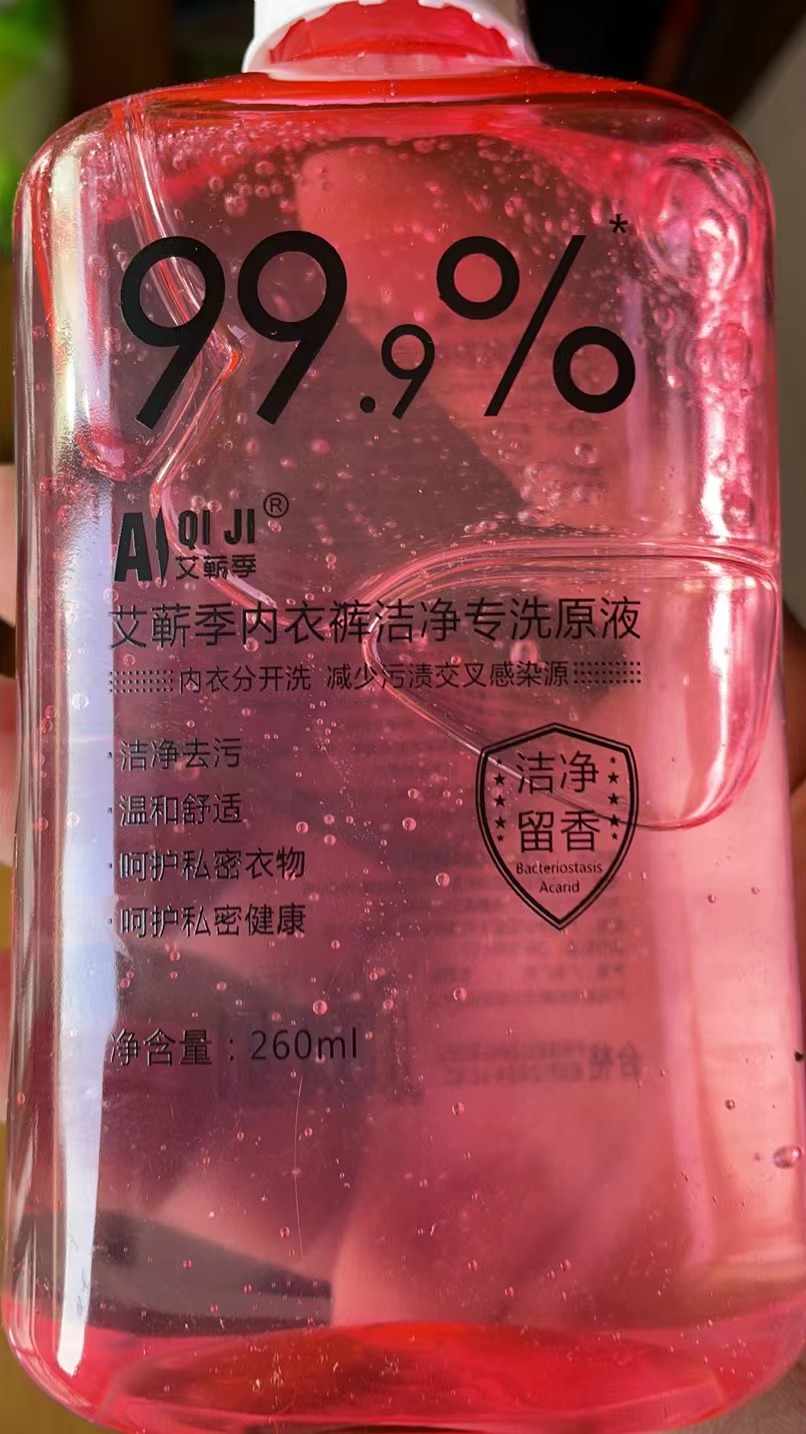 99.9%*
AI QI JI®
艾蕲季
艾蕲季内衣裤洁净专洗原液
内衣分开洗 减少污渍交叉感染源
·洁净去污
·温和舒适
·呵护私密衣物
·呵护私密健康
洁净
留香
Bacteriostasis
Acarid
净含量：260ml